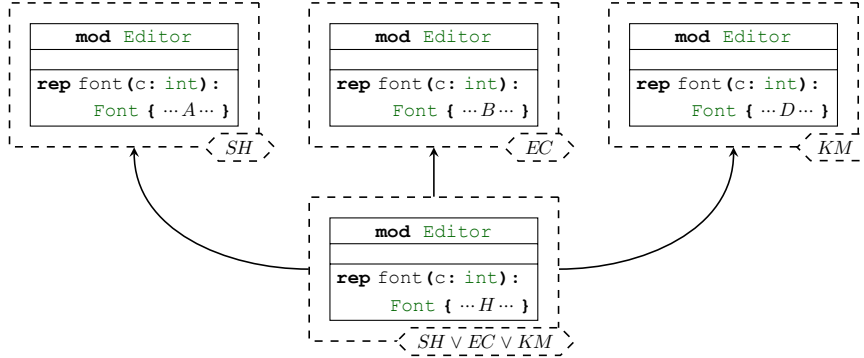 mod Editor
rep font(c: int):
Font { ⋯A⋯ }
SH
mod Editor
rep font(c: int):
Font { ⋯B⋯ }
EC
mod Editor
rep font(c: int):
Font { ⋯D⋯ }
KM
mod Editor
rep font(c: int):
Font { ⋯H⋯ }
SH ∨ EC ∨ KM